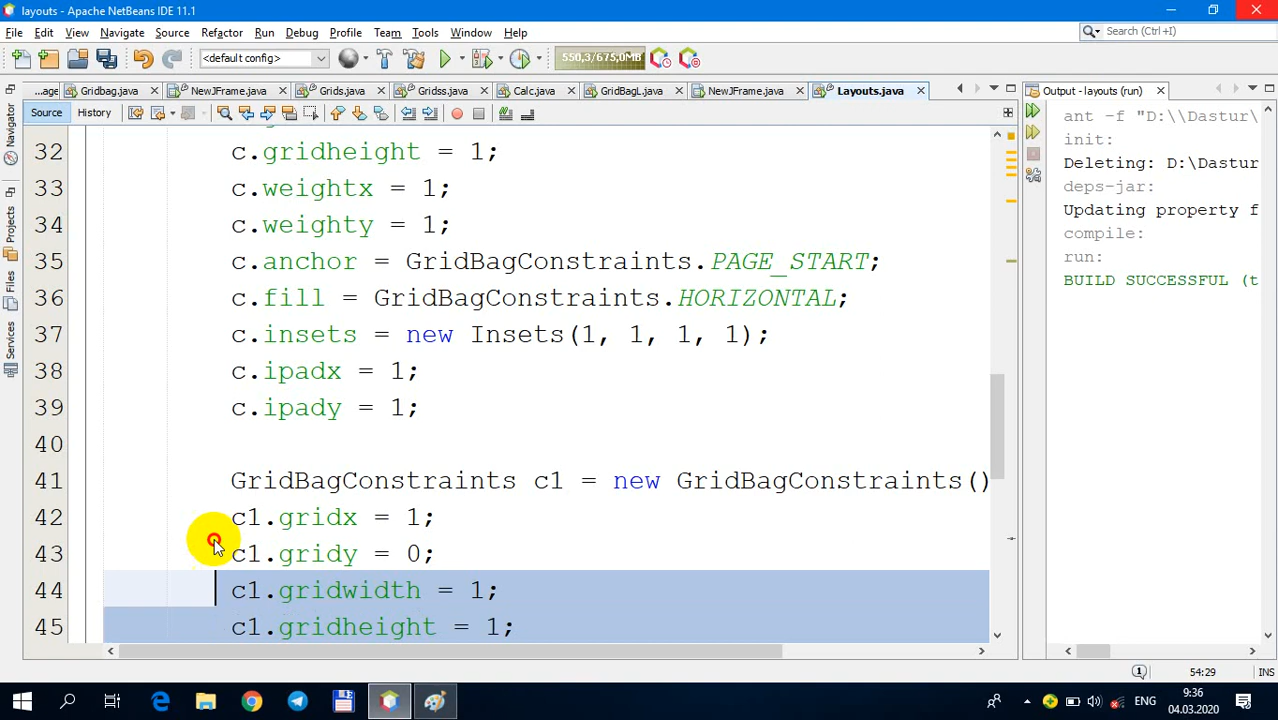 layouts - Apache NetBeans IDE 11.1
File Edit View Navigate Source Refactor Run Debug Profile Team Tools Window Help
<default config>
550,3/675,0MB
Search (Ctrl+I)
...age Gridbag.java NewJFrame.java Grids.java Gridss.java Calc.java GridBagL.java NewJFrame.java Layouts.java
Output - layouts (run)
Source History
Navigator
Projects
Files
Services
32 c.gridheight = 1;
33 c.weightx = 1;
34 c.weighty = 1;
35 c.anchor = GridBagConstraints.PAGE_START;
36 c.fill = GridBagConstraints.HORIZONTAL;
37 c.insets = new Insets(1, 1, 1, 1);
38 c.ipadx = 1;
39 c.ipady = 1;
40
41 GridBagConstraints c1 = new GridBagConstraints()
42 c1.gridx = 1;
43 c1.gridy = 0;
44 c1.gridwidth = 1;
45 c1.gridheight = 1;
ant -f "D:\\Dastur\
init:
Deleting: D:\Dastur\
deps-jar:
Updating property f
compile:
run:
BUILD SUCCESSFUL (t
1
54:29
INS
ENG
9:36
04.03.2020